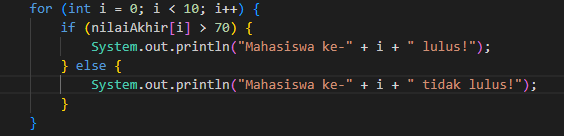 for (int i = 0; i < 10; i++) {
    if (nilaiAkhir[i] > 70) {
        System.out.println("Mahasiswa ke-" + i + " lulus!");
    } else {
        System.out.println("Mahasiswa ke-" + i + " tidak lulus!");
    }
}